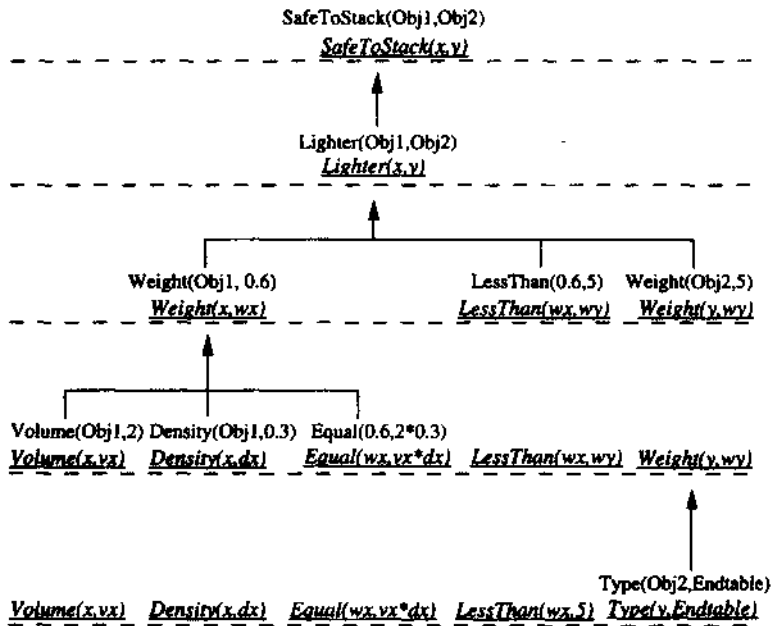 SafeToStack(Obj1,Obj2)
SafeToStack(x,y)
Lighter(Obj1,Obj2)
Lighter(x,y)
Weight(Obj1, 0.6) LessThan(0.6,5) Weight(Obj2,5)
Weight(x,wx) LessThan(wx,wy) Weight(y,wy)
Volume(Obj1,2) Density(Obj1,0.3) Equal(0.6,2*0.3)
Volume(x,vx) Density(x,dx) Equal(wx,vx*dx) LessThan(wx,wy) Weight(y,wy)
Type(Obj2,Endtable)
Volume(x,vx) Density(x,dx) Equal(wx,vx*dx) LessThan(wx,5) Type(y,Endtable)